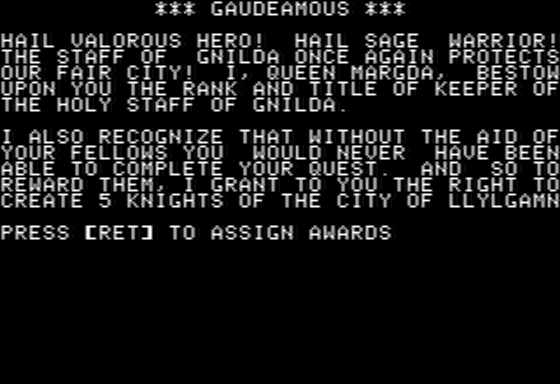 *** GAUDEAMOUS ***
HAIL VALOROUS HERO! HAIL SAGE WARRIOR!
THE STAFF OF GNILDA ONCE AGAIN PROTECTS
OUR FAIR CITY! I, QUEEN MARGDA, BESTOW
UPON YOU THE RANK AND TITLE OF KEEPER OF
THE HOLY STAFF OF GNILDA.
I ALSO RECOGNIZE THAT WITHOUT THE AID OF
YOUR FELLOWS YOU WOULD NEVER HAVE BEEN
ABLE TO COMPLETE YOUR QUEST. AND SO TO
REWARD THEM, I GRANT TO YOU THE RIGHT TO
CREATE 5 KNIGHTS OF THE CITY OF LLYLGAMN
PRESS [RET] TO ASSIGN AWARDS